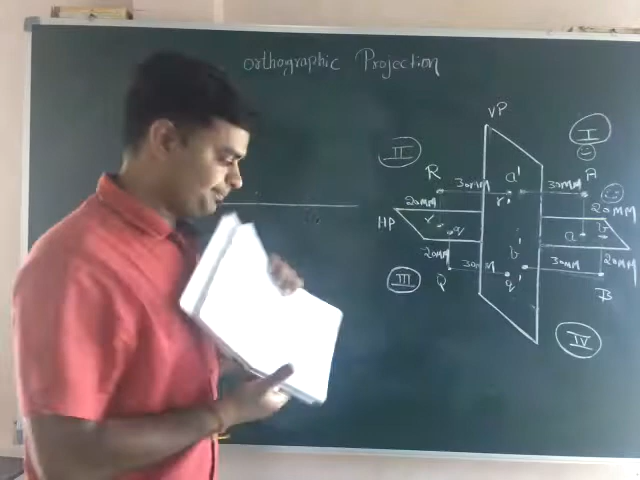 Orthographic Projection
VP
I
II
R
30MM
a'
30MM
A
r'
20MM
20MM
HP
r
q
a
b
20MM
b'
20MM
30MM
30MM
III
Q
q'
B
IV